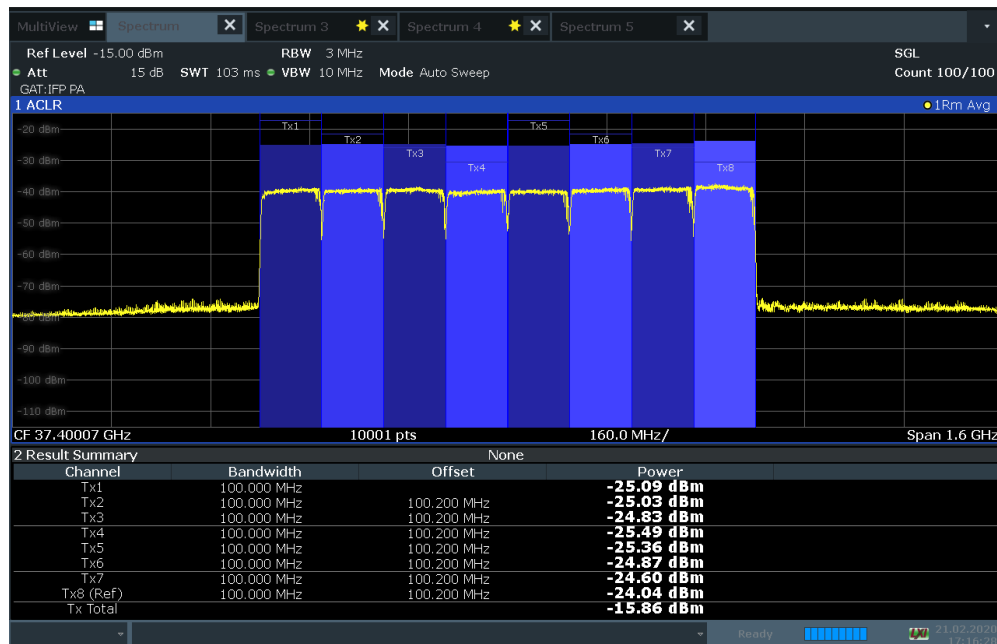 MultiView Spectrum X Spectrum 3 X Spectrum 4 X Spectrum 5 X
Ref Level -15.00 dBm RBW 3 MHz SGL
Att 15 dB SWT 103 ms VBW 10 MHz Mode Auto Sweep Count 100/100
GAT:IFP PA
1 ACLR 1Rm Avg
Tx1 Tx5
-20 dBm
Tx2 Tx6
Tx3 Tx7
-30 dBm
Tx4 Tx8
-40 dBm
-50 dBm
-60 dBm
-70 dBm
-80 dBm
-90 dBm
-100 dBm
-110 dBm
CF 37.40007 GHz 10001 pts 160.0 MHz/ Span 1.6 GHz
2 Result Summary None
Channel Bandwidth Offset Power
Tx1 100.000 MHz -25.09 dBm
Tx2 100.000 MHz 100.200 MHz -25.03 dBm
Tx3 100.000 MHz 100.200 MHz -24.83 dBm
Tx4 100.000 MHz 100.200 MHz -25.49 dBm
Tx5 100.000 MHz 100.200 MHz -25.36 dBm
Tx6 100.000 MHz 100.200 MHz -24.87 dBm
Tx7 100.000 MHz 100.200 MHz -24.60 dBm
Tx8 (Ref) 100.000 MHz 100.200 MHz -24.04 dBm
Tx Total -15.86 dBm
Ready 21.02.2020
17:16:28